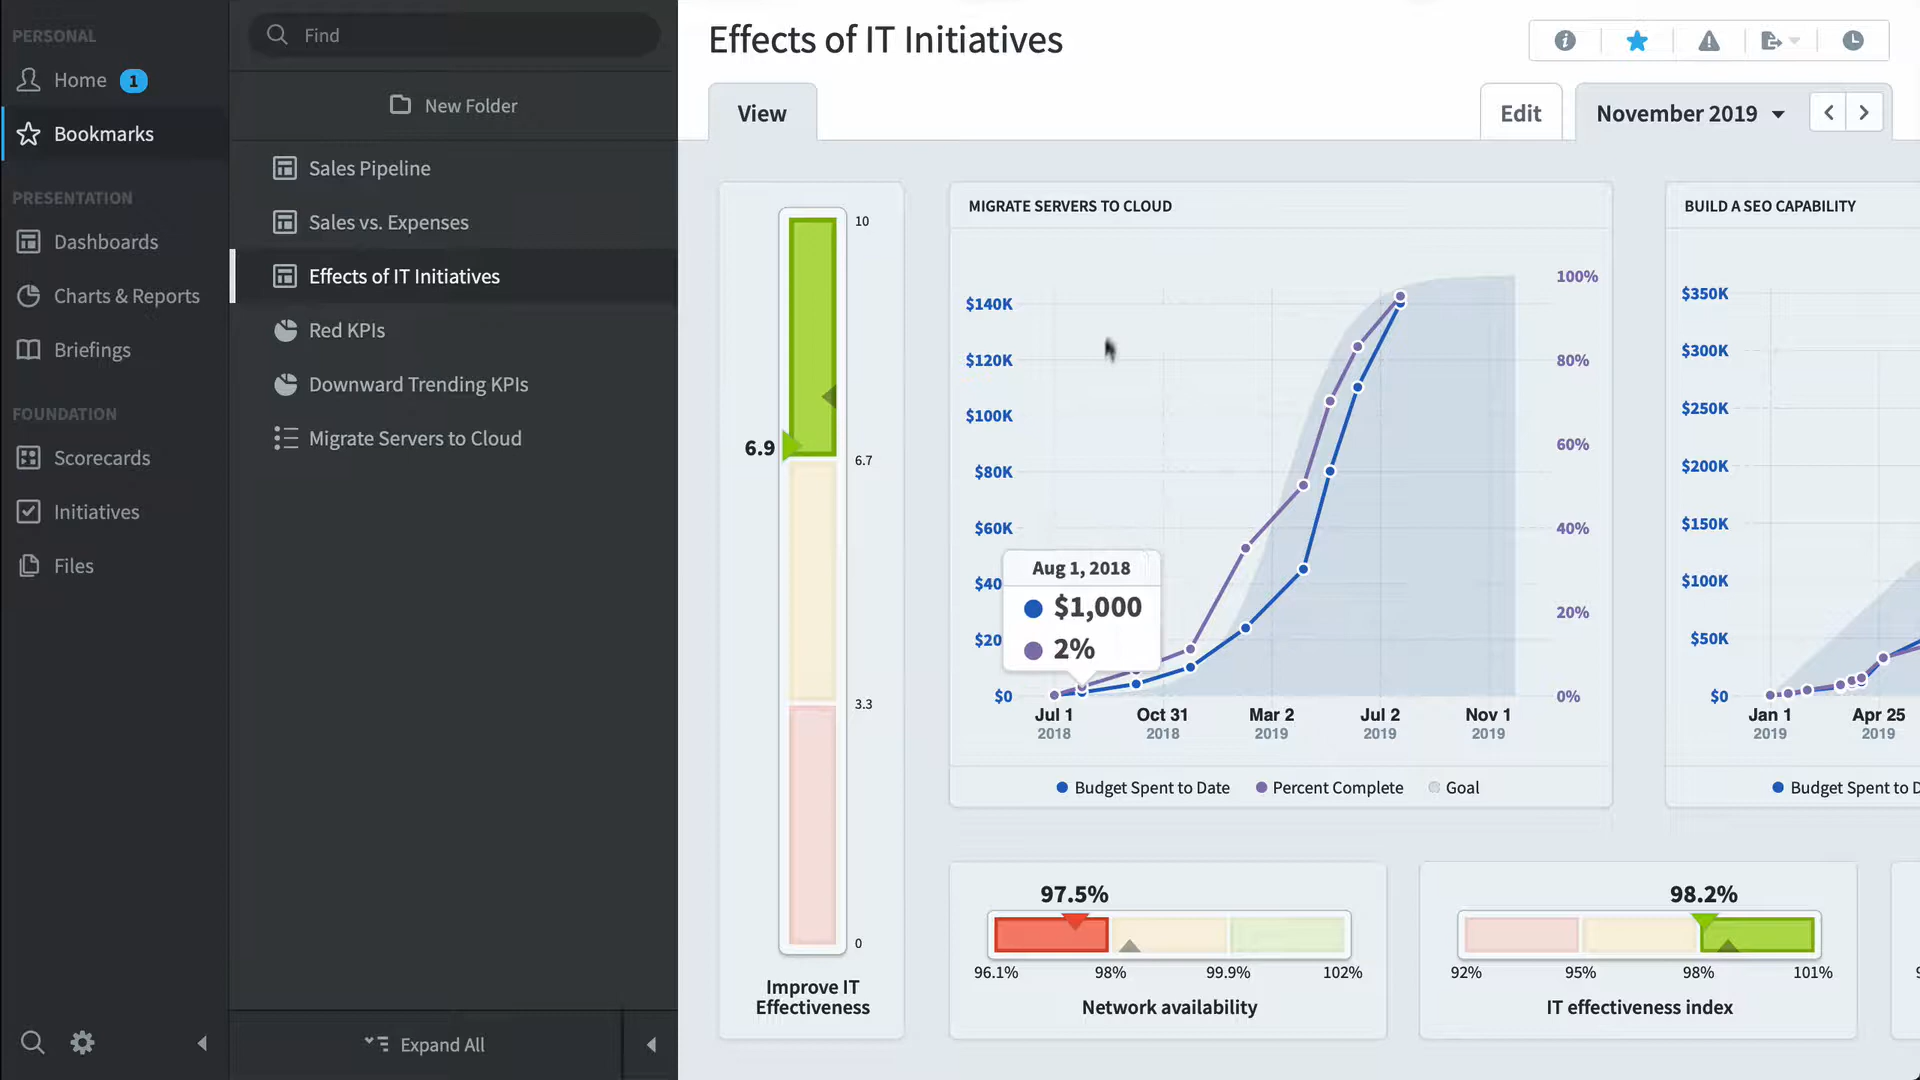 PERSONAL
Home 1
Bookmarks
PRESENTATION
Dashboards
Charts & Reports
Briefings
FOUNDATION
Scorecards
Initiatives
Files
Find
New Folder
Sales Pipeline
Sales vs. Expenses
Effects of IT Initiatives
Red KPIs
Downward Trending KPIs
Migrate Servers to Cloud
Expand All
Effects of IT Initiatives
View
Edit
November 2019
10
6.9
6.7
3.3
0
Improve IT
Effectiveness
MIGRATE SERVERS TO CLOUD
$140K
$120K
$100K
$80K
$60K
$40
$20
$0
100%
80%
60%
40%
20%
0%
Aug 1, 2018
$1,000
2%
Jul 1 Oct 31 Mar 2 Jul 2 Nov 1
2018 2018 2019 2019 2019
Budget Spent to Date Percent Complete Goal
BUILD A SEO CAPABILITY
$350K
$300K
$250K
$200K
$150K
$100K
$50K
$0
Jan 1 Apr 25
2019 2019
Budget Spent to D
97.5%
96.1% 98% 99.9% 102%
Network availability
98.2%
92% 95% 98% 101%
IT effectiveness index